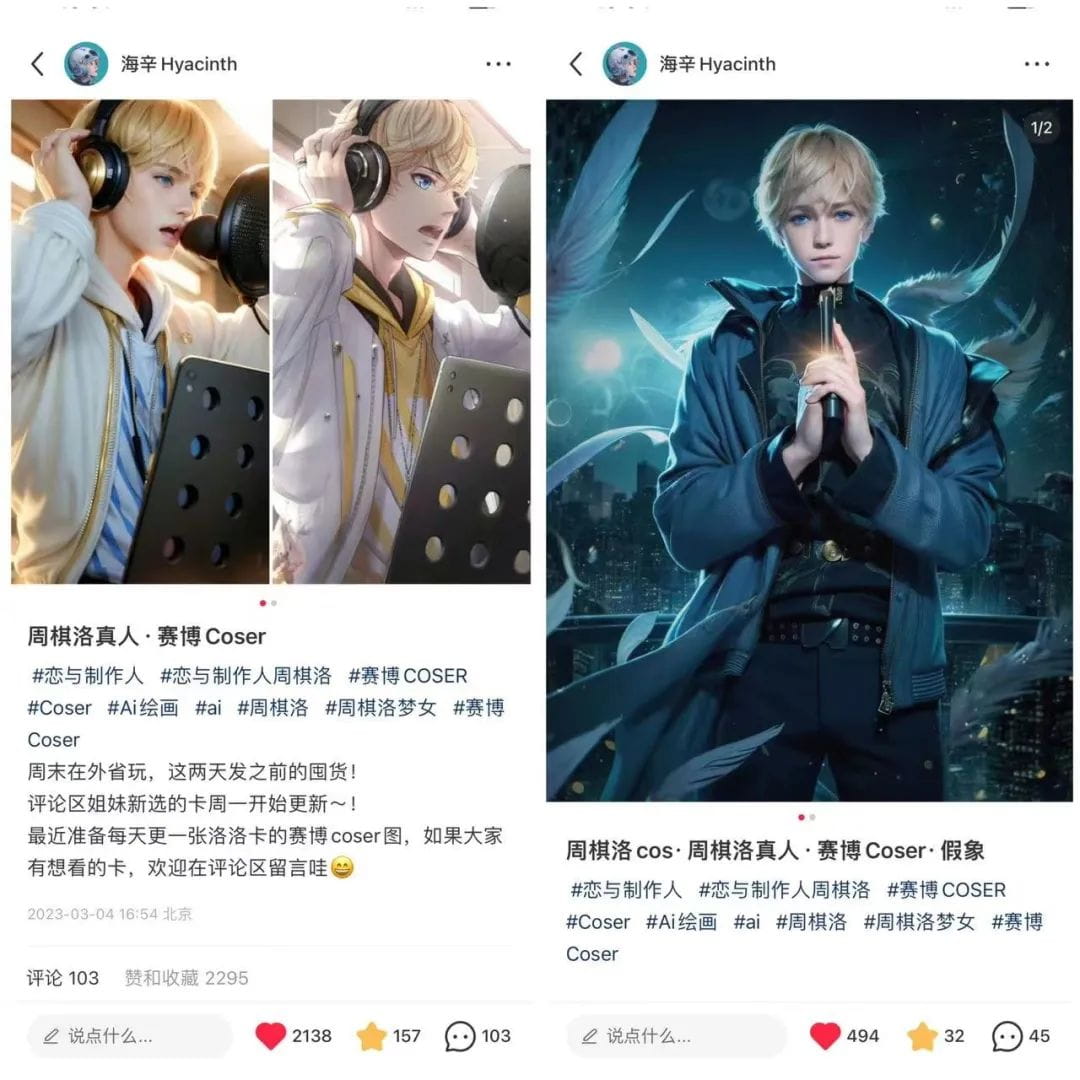 海辛 Hyacinth
周棋洛真人 · 赛博 Coser
#恋与制作人 #恋与制作人周棋洛 #赛博COSER
#Coser #Ai绘画 #ai #周棋洛 #周棋洛梦女 #赛博
Coser
周末在外省玩，这两天发之前的囤货！
评论区姐妹新选的卡周一开始更新～！
最近准备每天更一张洛洛卡的赛博coser图，如果大家
有想看的卡，欢迎在评论区留言哇😄
2023-03-04 16:54 北京
评论 103 赞和收藏 2295
说点什么... 2138 157 103
海辛 Hyacinth
1/2
周棋洛cos· 周棋洛真人 · 赛博 Coser· 假象
#恋与制作人 #恋与制作人周棋洛 #赛博COSER
#Coser #Ai绘画 #ai #周棋洛 #周棋洛梦女 #赛博
Coser
说点什么... 494 32 45